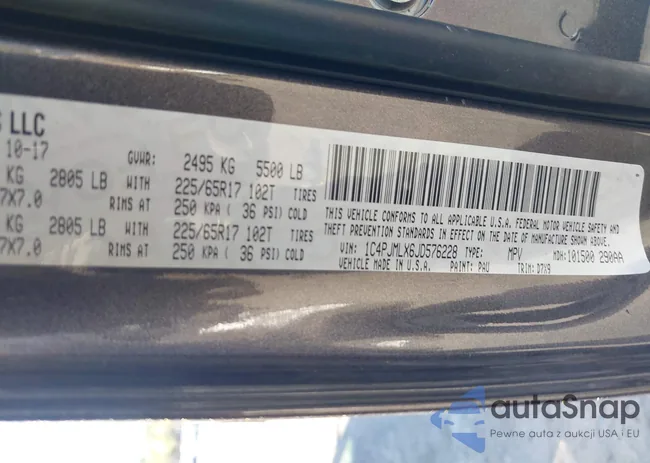 LLC
10-17
GVWR: 2495 KG 5500 LB
2805 LB WITH 225/65R17 102T TIRES
7X7.0 RIMS AT 250 KPA ( 36 PSI) COLD
KG 2805 LB WITH 225/65R17 102T TIRES
7X7.0 RIMS AT 250 KPA ( 36 PSI) COLD
THIS VEHICLE CONFORMS TO ALL APPLICABLE U.S.A. FEDERAL MOTOR VEHICLE SAFETY AND
THEFT PREVENTION STANDARDS IN EFFECT ON THE DATE OF MANUFACTURE SHOWN ABOVE.
VIN: 1C4PJMLX6JD576228 TYPE: MPV MDH: 101500 290AA
VEHICLE MADE IN U.S.A. PAINT: PAU TRIM: D7X9
autaSnap
Pewne auta z aukcji USA i EU